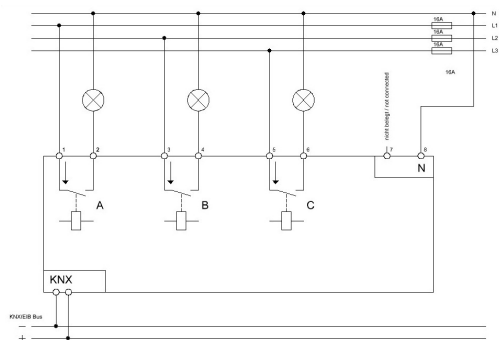 N
16A
L1
16A
L2
16A
L3
16A
nicht belegt / not connected
1 2 3 4 5 6 7 8
N
A B C
KNX
KNX/EIB Bus
−
+